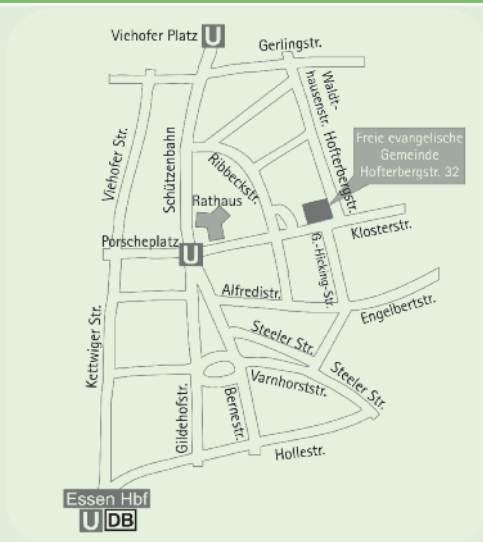 Viehofer Platz U
Gerlingstr.
Waldt-
hausenstr.
Hofterbergstr.
Viehofer Str.
Schützenbahn
Ribbeckstr.
Freie evangelische
Gemeinde
Hofterbergstr. 32
Rathaus
Klosterstr.
Porscheplatz
U
ß.-Hicking-Str.
Alfredistr.
Engelbertstr.
Kettwiger Str.
Steeler Str.
Steeler Str.
Varnhorststr.
Gildehofstr.
Bernestr.
Hollestr.
Essen Hbf
U DB